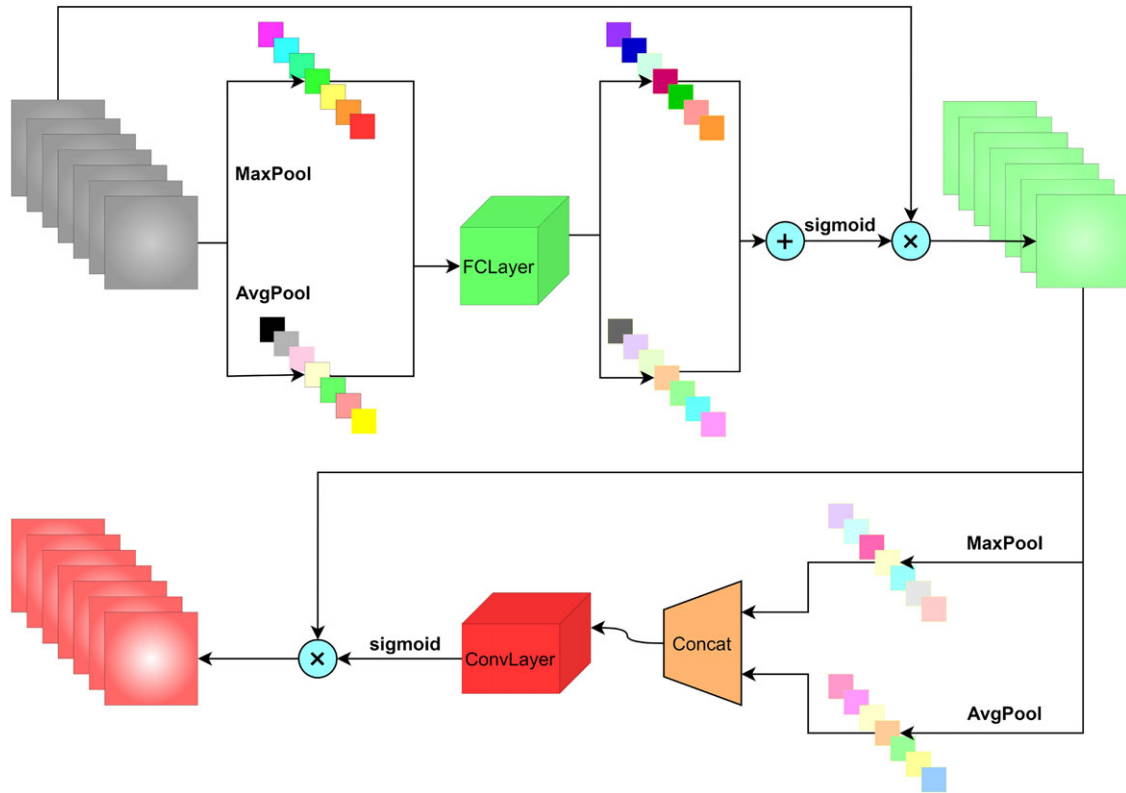 MaxPool
AvgPool
FCLayer
+
sigmoid
×
MaxPool
AvgPool
Concat
ConvLayer
sigmoid
×